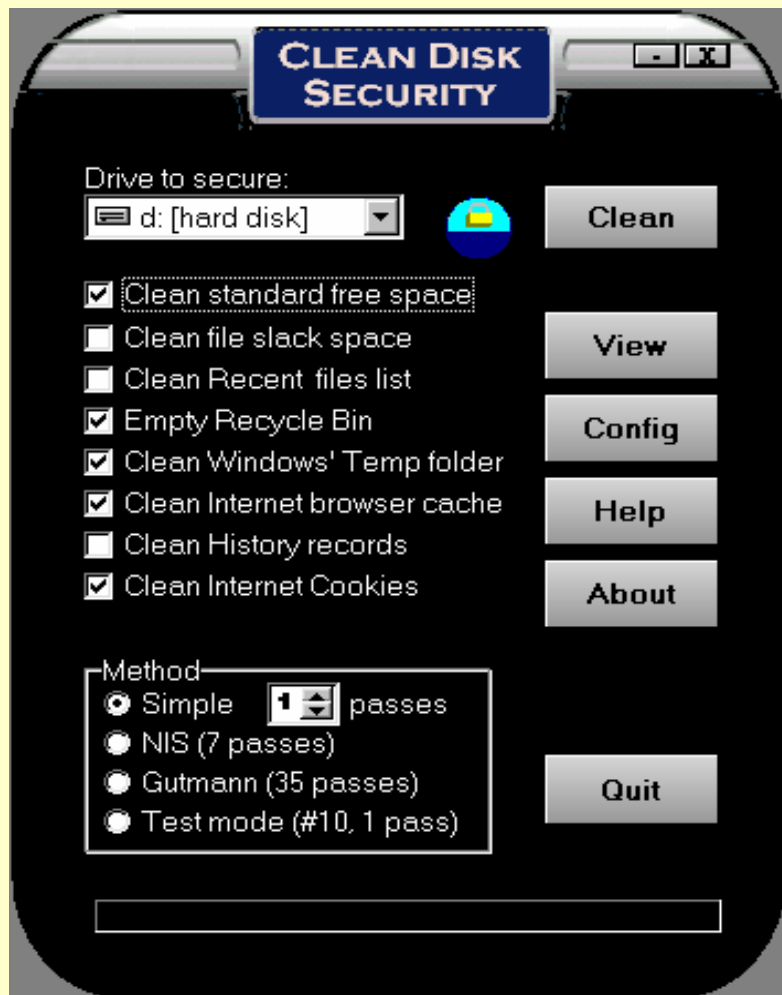 CLEAN DISK
SECURITY
- X
Drive to secure:
d: [hard disk]
Clean
Clean standard free space
Clean file slack space
View
Clean Recent files list
Empty Recycle Bin
Config
Clean Windows' Temp folder
Clean Internet browser cache
Help
Clean History records
Clean Internet Cookies
About
Method
Simple 1 passes
NIS (7 passes)
Gutmann (35 passes)
Quit
Test mode (#10, 1 pass)